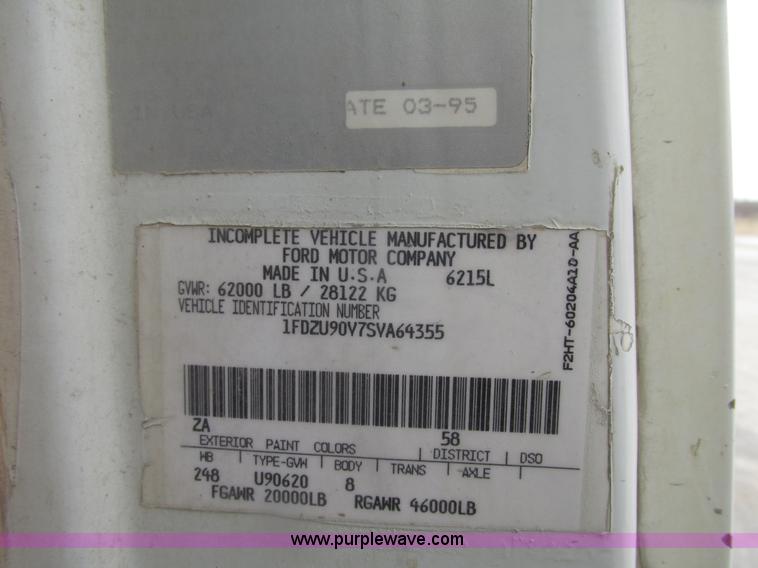 ATE 03-95
INCOMPLETE VEHICLE MANUFACTURED BY
FORD MOTOR COMPANY
MADE IN U.S.A 6215L
GVWR: 62000 LB / 28122 KG
VEHICLE IDENTIFICATION NUMBER
1FDZU90V7SVA64355
F2HT-60204A10-AA
ZA 58
EXTERIOR PAINT COLORS DISTRICT DSO
WB TYPE-GVW BODY TRANS AXLE
248 U90620 8
FGAWR 20000LB RGAWR 46000LB
www.purplewave.com